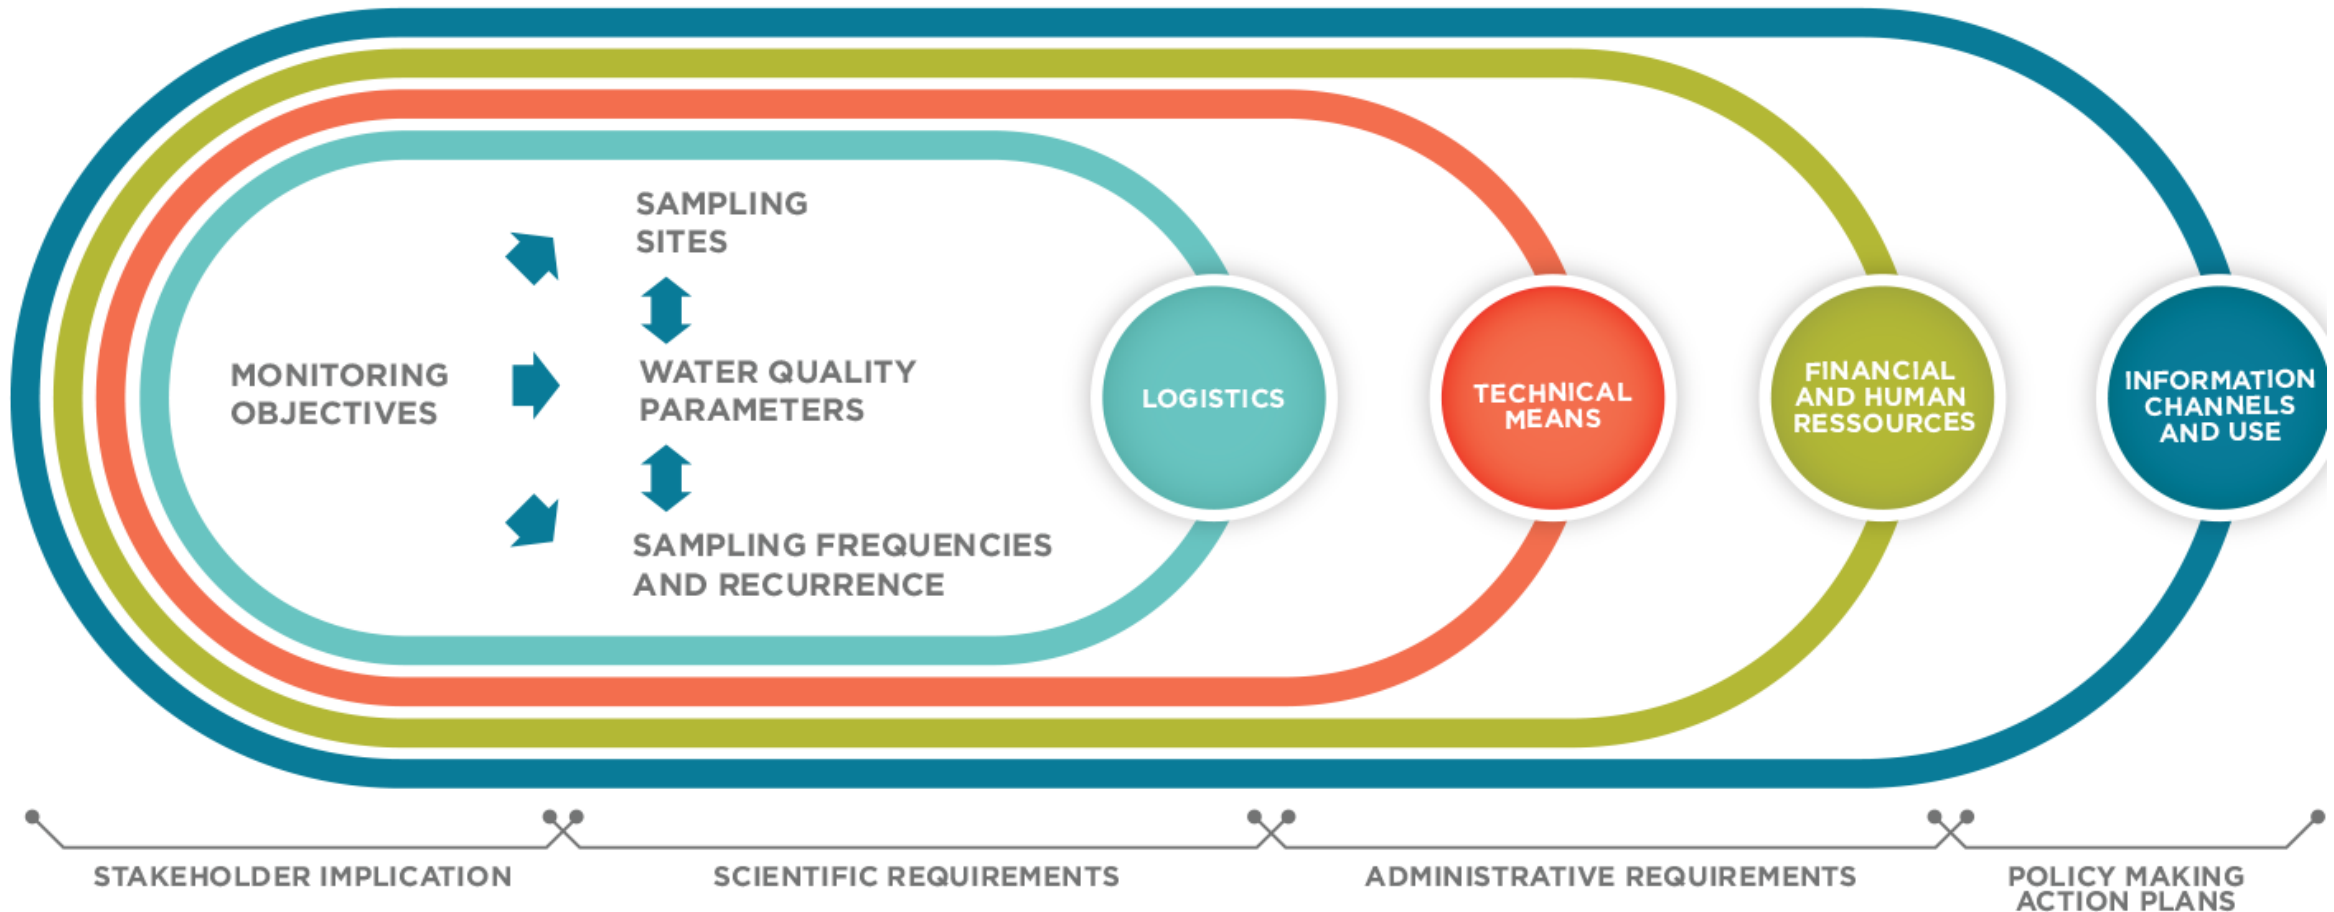 SAMPLING
SITES
MONITORING
OBJECTIVES
WATER QUALITY
PARAMETERS
SAMPLING FREQUENCIES
AND RECURRENCE
LOGISTICS
TECHNICAL
MEANS
FINANCIAL
AND HUMAN
RESSOURCES
INFORMATION
CHANNELS
AND USE
STAKEHOLDER IMPLICATION
SCIENTIFIC REQUIREMENTS
ADMINISTRATIVE REQUIREMENTS
POLICY MAKING
ACTION PLANS